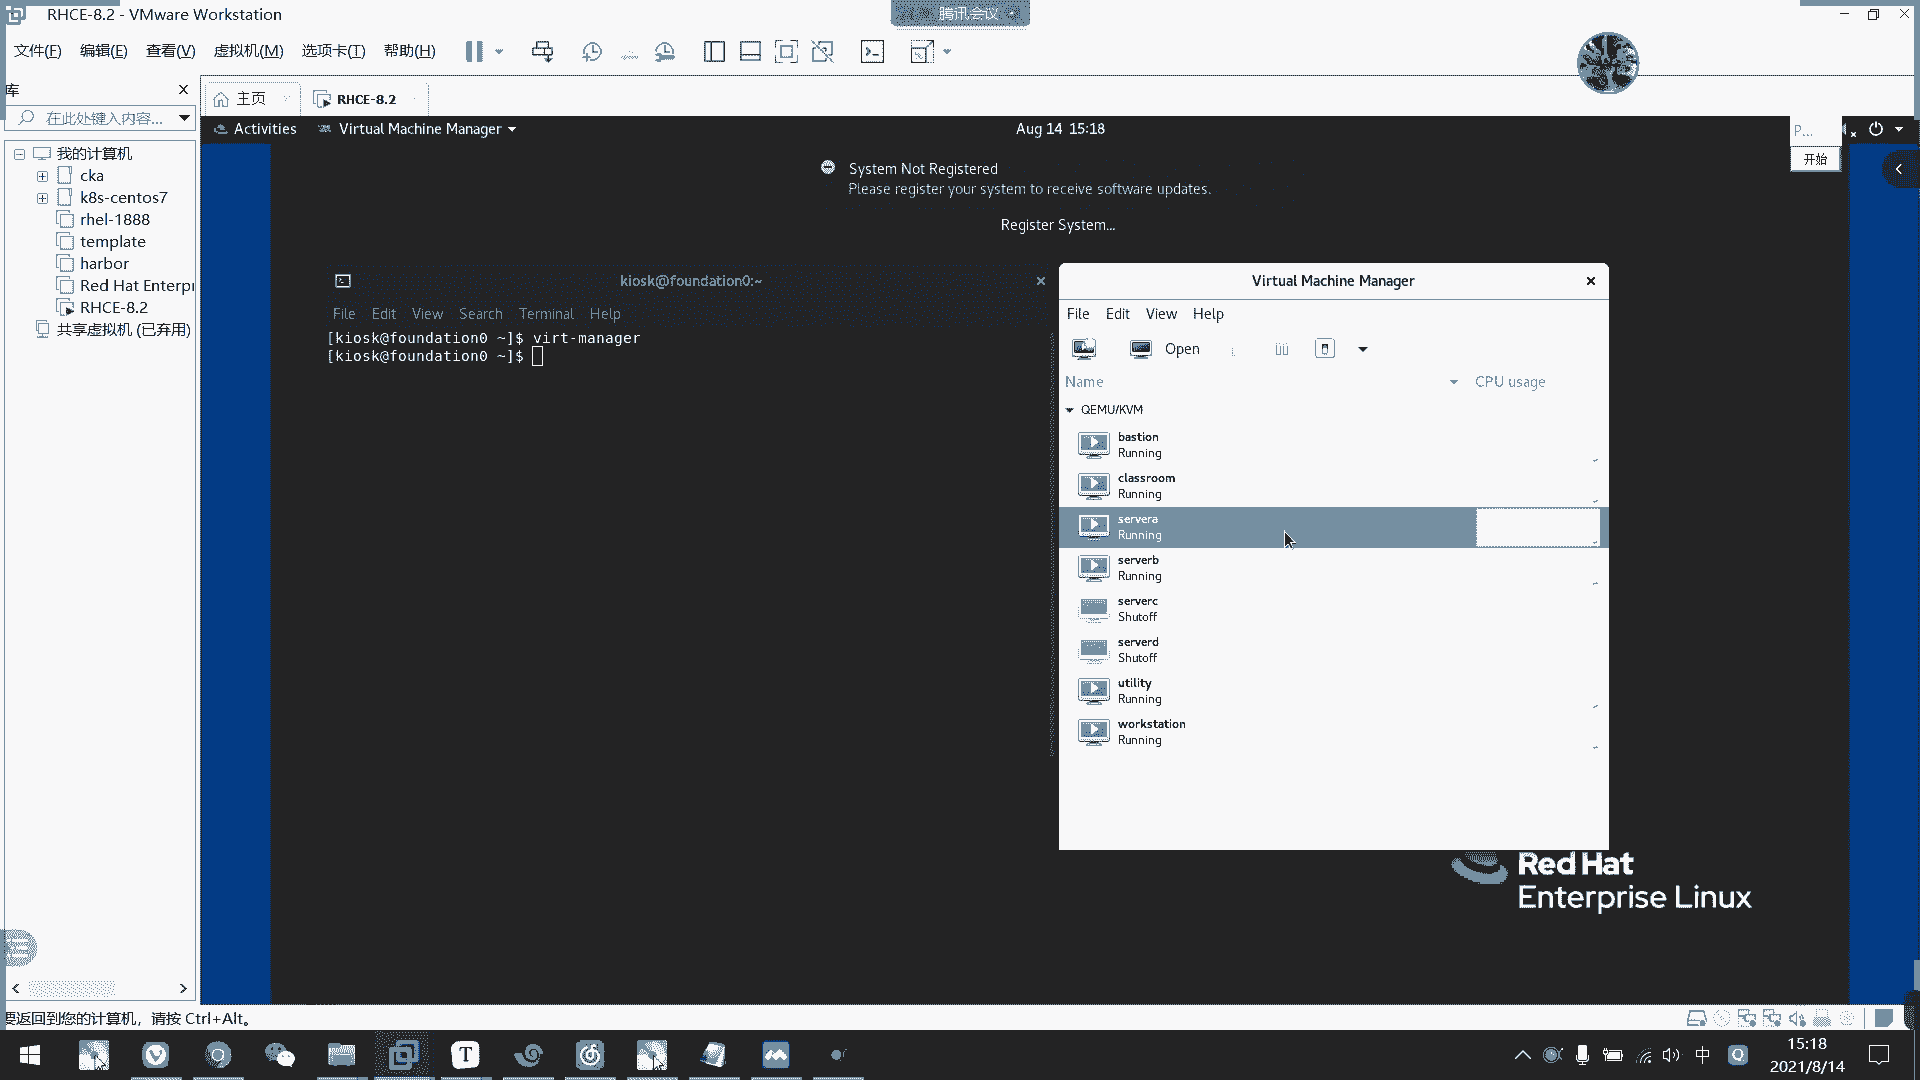 RHCE-8.2 - VMware Workstation
腾讯会议
文件(F) 编辑(E) 查看(V) 虚拟机(M) 选项卡(T) 帮助(H)
库
在此处键入内容...
主页
RHCE-8.2
我的计算机
cka
k8s-centos7
rhel-1888
template
harbor
Red Hat Enterpr
RHCE-8.2
共享虚拟机 (已弃用)
Activities
Virtual Machine Manager
Aug 14 15:18
P...
开始
System Not Registered
Please register your system to receive software updates.
Register System...
kiosk@foundation0:~
File Edit View Search Terminal Help
[kiosk@foundation0 ~]$ virt-manager
[kiosk@foundation0 ~]$
Virtual Machine Manager
File Edit View Help
Open
Name
CPU usage
QEMU/KVM
bastion
Running
classroom
Running
servera
Running
serverb
Running
serverc
Shutoff
serverd
Shutoff
utility
Running
workstation
Running
Red Hat
Enterprise Linux
要返回到您的计算机，请按 Ctrl+Alt。
T
中
Q
15:18
2021/8/14